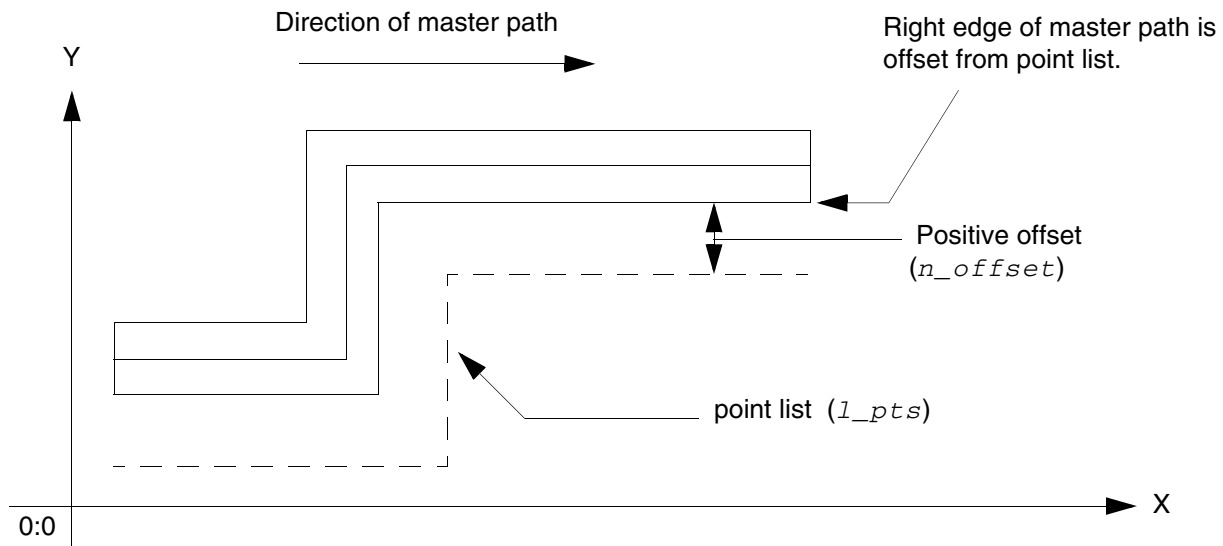 Direction of master path
Right edge of master path is
offset from point list.
Y
Positive offset
(n_offset)
point list (l_pts)
X
0:0